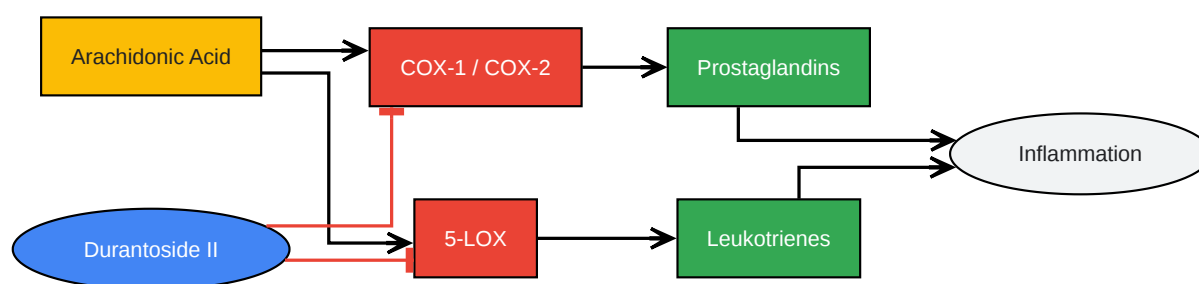 Arachidonic Acid
COX-1 / COX-2
Prostaglandins
Inflammation
Durantoside II
5-LOX
Leukotrienes